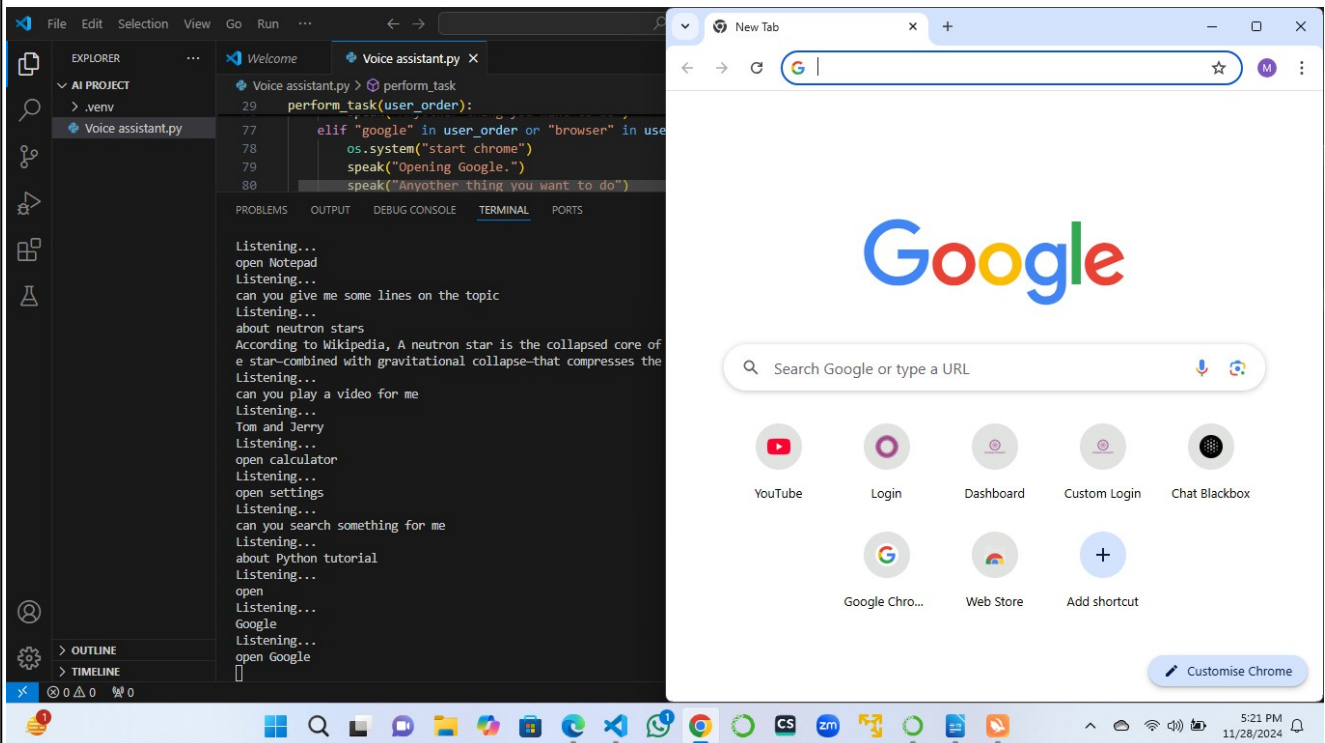 File Edit Selection View Go Run ...
EXPLORER ...
AI PROJECT
.venv
Voice assistant.py
OUTLINE
TIMELINE
Welcome
Voice assistant.py
Voice assistant.py > perform_task
29 perform_task(user_order):
77 elif "google" in user_order or "browser" in use
78 os.system("start chrome")
79 speak("Opening Google.")
80 speak("Anyother thing you want to do")
PROBLEMS OUTPUT DEBUG CONSOLE TERMINAL PORTS
Listening...
open Notepad
Listening...
can you give me some lines on the topic
Listening...
about neutron stars
According to Wikipedia, A neutron star is the collapsed core of
e star—combined with gravitational collapse—that compresses the
Listening...
can you play a video for me
Listening...
Tom and Jerry
Listening...
open calculator
Listening...
open settings
Listening...
can you search something for me
Listening...
about Python tutorial
Listening...
open
Listening...
Google
Listening...
open Google
0 0 0
New Tab
G
M
Google
Search Google or type a URL
YouTube Login Dashboard Custom Login Chat Blackbox
Google Chro... Web Store Add shortcut
Customise Chrome
1
1
CS
zm
5:21 PM
11/28/2024